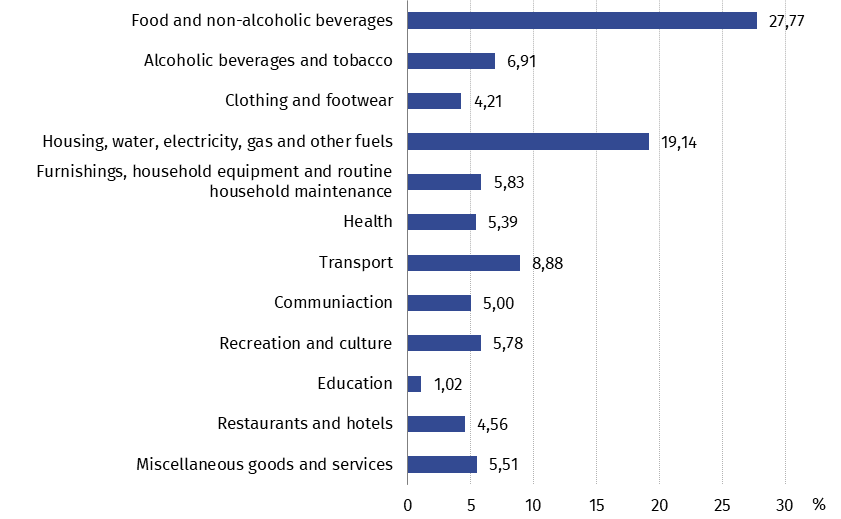 Food and non-alcoholic beverages 27,77
Alcoholic beverages and tobacco 6,91
Clothing and footwear 4,21
Housing, water, electricity, gas and other fuels 19,14
Furnishings, household equipment and routine
household maintenance 5,83
Health 5,39
Transport 8,88
Communiaction 5,00
Recreation and culture 5,78
Education 1,02
Restaurants and hotels 4,56
Miscellaneous goods and services 5,51
0 5 10 15 20 25 30 %